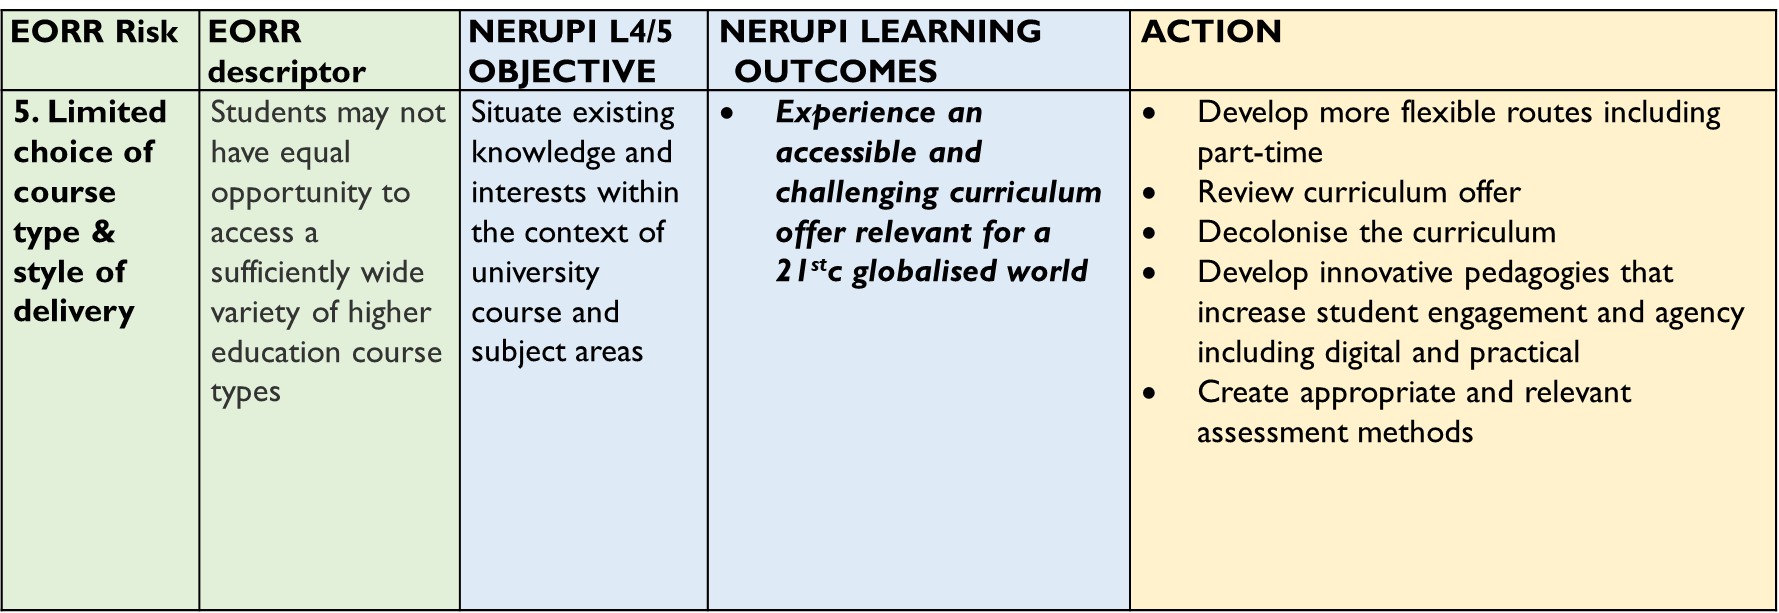 EORR Risk
EORR
descriptor
NERUPI L4/5
OBJECTIVE
NERUPI LEARNING
OUTCOMES
ACTION
5. Limited
choice of
course
type &
style of
delivery
Students may not
have equal
opportunity to
access a
sufficiently wide
variety of higher
education course
types
Situate existing
knowledge and
interests within
the context of
university
course and
subject areas
• Experience an
accessible and
challenging curriculum
offer relevant for a
21stc globalised world
• Develop more flexible routes including
part-time
• Review curriculum offer
• Decolonise the curriculum
• Develop innovative pedagogies that
increase student engagement and agency
including digital and practical
• Create appropriate and relevant
assessment methods